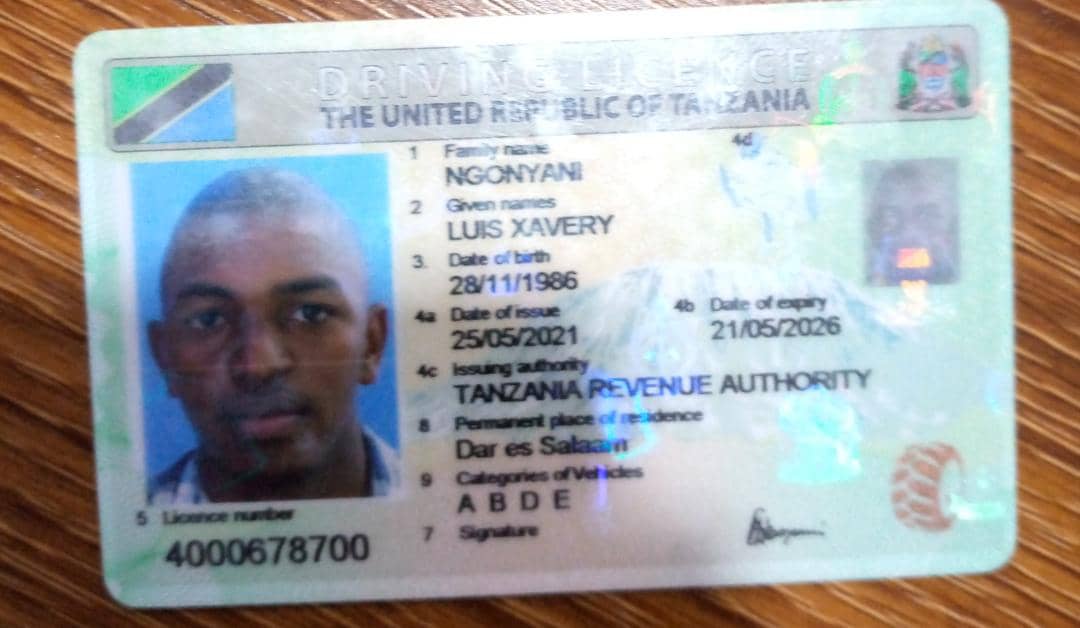 DRIVING LICENCE
THE UNITED REPUBLIC OF TANZANIA
1 Family name
NGONYANI
4d
2 Given names
LUIS XAVERY
3. Date of birth
28/11/1986
4a Date of issue
25/05/2021
4b Date of expiry
21/05/2026
4c Issuing authority
TANZANIA REVENUE AUTHORITY
8 Permanent place of residence
Dar es Salaam
9 Categories of Vehicles
A B D E
7 Signature
5 Licence number
4000678700